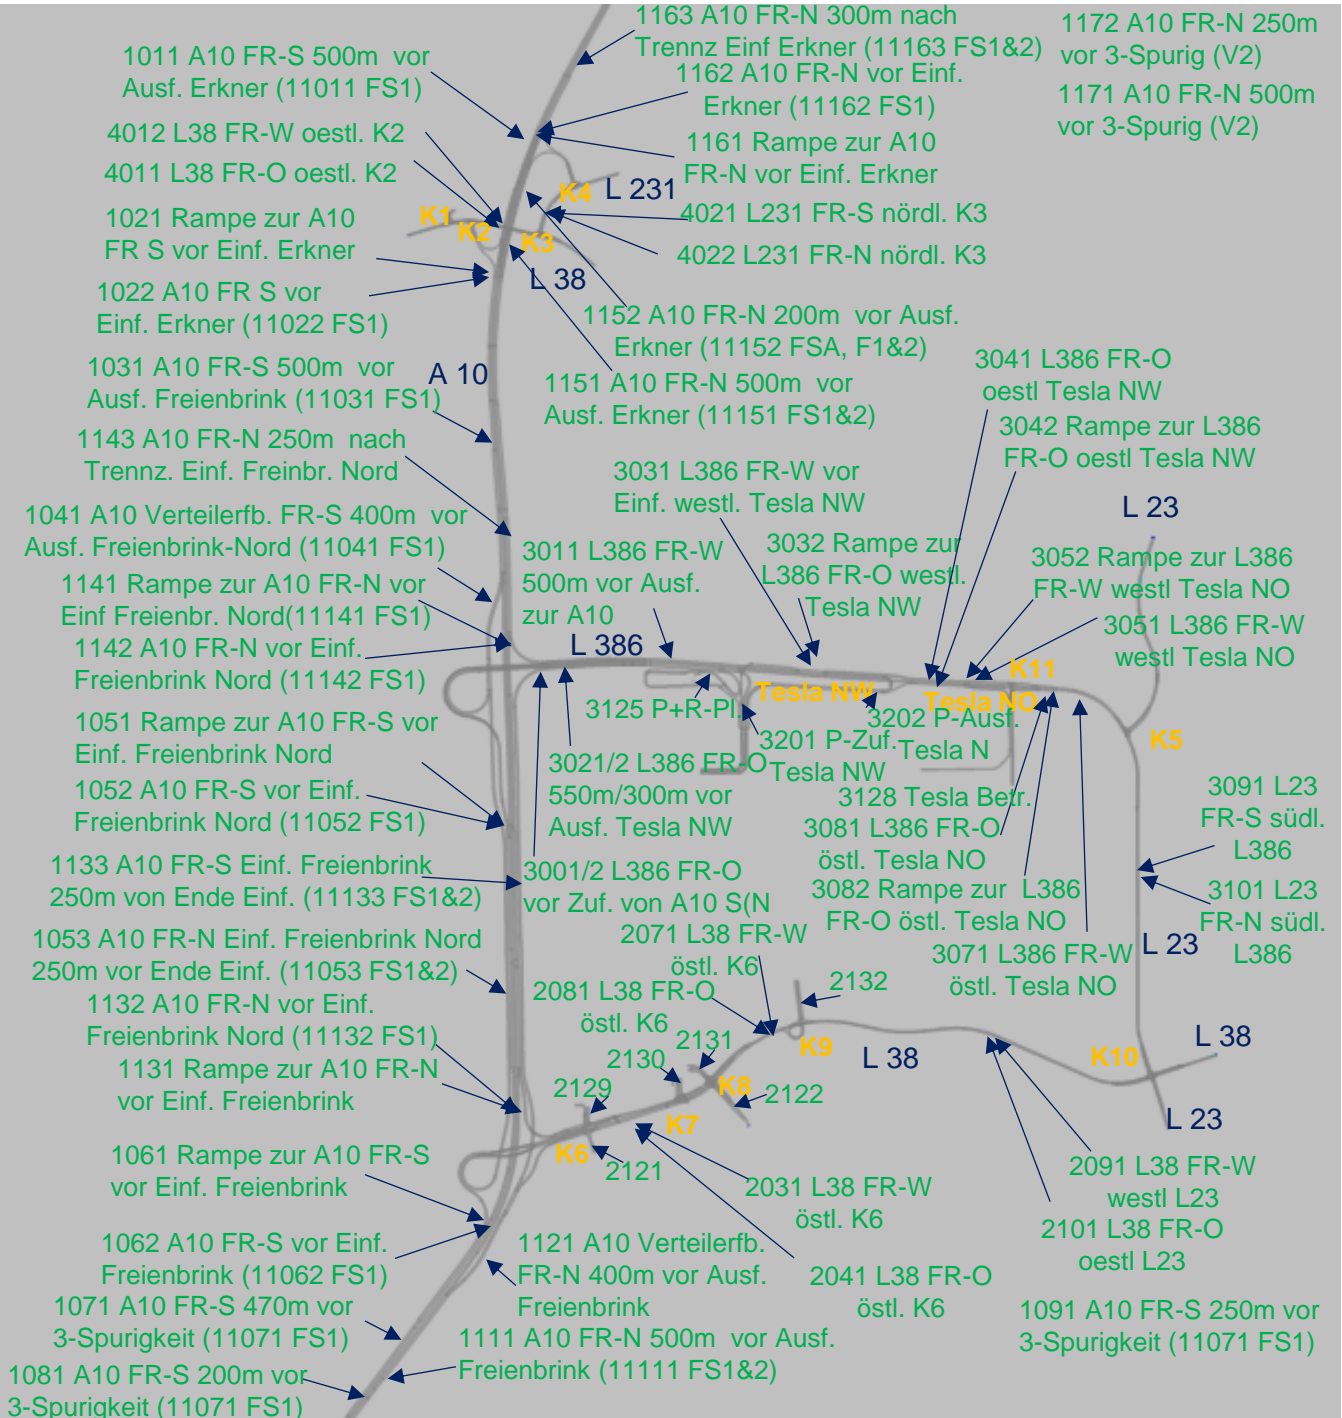 1163 A10 FR-N 300m nach
Trennz Einf Erkner (11163 FS1&2)
1172 A10 FR-N 250m
vor 3-Spurig (V2)
1171 A10 FR-N 500m
vor 3-Spurig (V2)
1011 A10 FR-S 500m vor
Ausf. Erkner (11011 FS1)
1162 A10 FR-N vor Einf.
Erkner (11162 FS1)
4012 L38 FR-W oestl. K2
1161 Rampe zur A10
FR-N vor Einf. Erkner
4011 L38 FR-O oestl. K2
K4
L 231
1021 Rampe zur A10
FR S vor Einf. Erkner
K1
K2
K3
4021 L231 FR-S nördl. K3
4022 L231 FR-N nördl. K3
L 38
1022 A10 FR S vor
Einf. Erkner (11022 FS1)
1152 A10 FR-N 200m vor Ausf.
Erkner (11152 FSA, F1&2)
1031 A10 FR-S 500m vor
Ausf. Freienbrink (11031 FS1)
A 10
1151 A10 FR-N 500m vor
Ausf. Erkner (11151 FS1&2)
3041 L386 FR-O
oestl Tesla NW
1143 A10 FR-N 250m nach
Trennz. Einf. Freinbr. Nord
3042 Rampe zur L386
FR-O oestl Tesla NW
3031 L386 FR-W vor
Einf. westl. Tesla NW
L 23
1041 A10 Verteilerfb. FR-S 400m vor
Ausf. Freienbrink-Nord (11041 FS1)
3011 L386 FR-W
500m vor Ausf.
zur A10
3032 Rampe zur
L386 FR-O westl.
Tesla NW
3052 Rampe zur L386
FR-W westl Tesla NO
1141 Rampe zur A10 FR-N vor
Einf Freienbr. Nord(11141 FS1)
3051 L386 FR-W
westl Tesla NO
1142 A10 FR-N vor Einf.
Freienbrink Nord (11142 FS1)
L 386
K11
Tesla NW
Tesla NO
1051 Rampe zur A10 FR-S vor
Einf. Freienbrink Nord
3125 P+R-Pl.
3202 P-Ausf.
Tesla N
3201 P-Zuf.
Tesla NW
K5
3021/2 L386 FR-O
550m/300m vor
Ausf. Tesla NW
1052 A10 FR-S vor Einf.
Freienbrink Nord (11052 FS1)
3128 Tesla Betr.
3091 L23
FR-S südl.
L386
3081 L386 FR-O
östl. Tesla NO
1133 A10 FR-S Einf. Freienbrink
250m von Ende Einf. (11133 FS1&2)
3001/2 L386 FR-O
vor Zuf. von A10 S(N
3082 Rampe zur L386
FR-O östl. Tesla NO
3101 L23
FR-N südl.
L386
1053 A10 FR-N Einf. Freienbrink Nord
250m vor Ende Einf. (11053 FS1&2)
2071 L38 FR-W
östl. K6
3071 L386 FR-W
östl. Tesla NO
L 23
1132 A10 FR-N vor Einf.
Freienbrink Nord (11132 FS1)
2081 L38 FR-O
östl. K6
2132
1131 Rampe zur A10 FR-N
vor Einf. Freienbrink
2131
K9
L 38
K10
L 38
2130
K8
2129
2122
K7
L 23
1061 Rampe zur A10 FR-S
vor Einf. Freienbrink
K6
2121
2031 L38 FR-W
östl. K6
2091 L38 FR-W
westl L23
2101 L38 FR-O
oestl L23
1062 A10 FR-S vor Einf.
Freienbrink (11062 FS1)
1121 A10 Verteilerfb.
FR-N 400m vor Ausf.
Freienbrink
2041 L38 FR-O
östl. K6
1071 A10 FR-S 470m vor
3-Spurigkeit (11071 FS1)
1091 A10 FR-S 250m vor
3-Spurigkeit (11071 FS1)
1111 A10 FR-N 500m vor Ausf.
Freienbrink (11111 FS1&2)
1081 A10 FR-S 200m vor
3-Spurigkeit (11071 FS1)